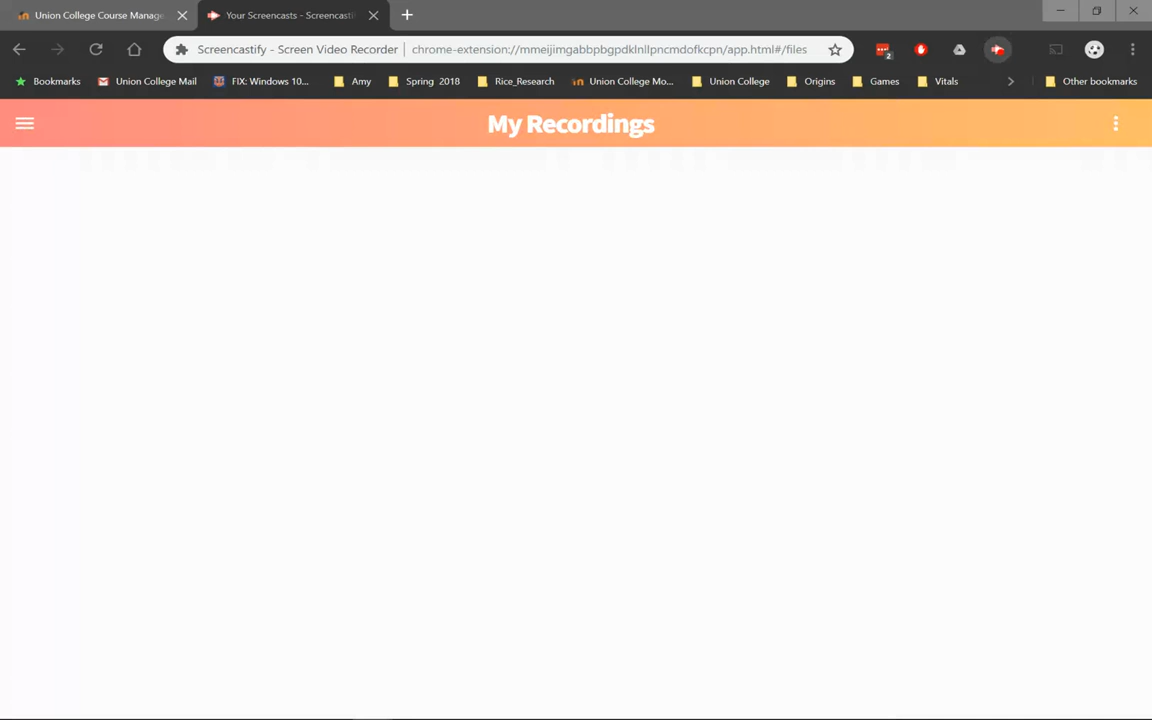 Union College Course Manage
Your Screencasts - Screencastif
Screencastify - Screen Video Recorder | chrome-extension://mmeijimgabbpbgpdklnllpncmdofkcpn/app.html#/files
2
Bookmarks Union College Mail FIX: Windows 10... Amy Spring 2018 Rice_Research Union College Mo... Union College Origins Games Vitals Other bookmarks
My Recordings